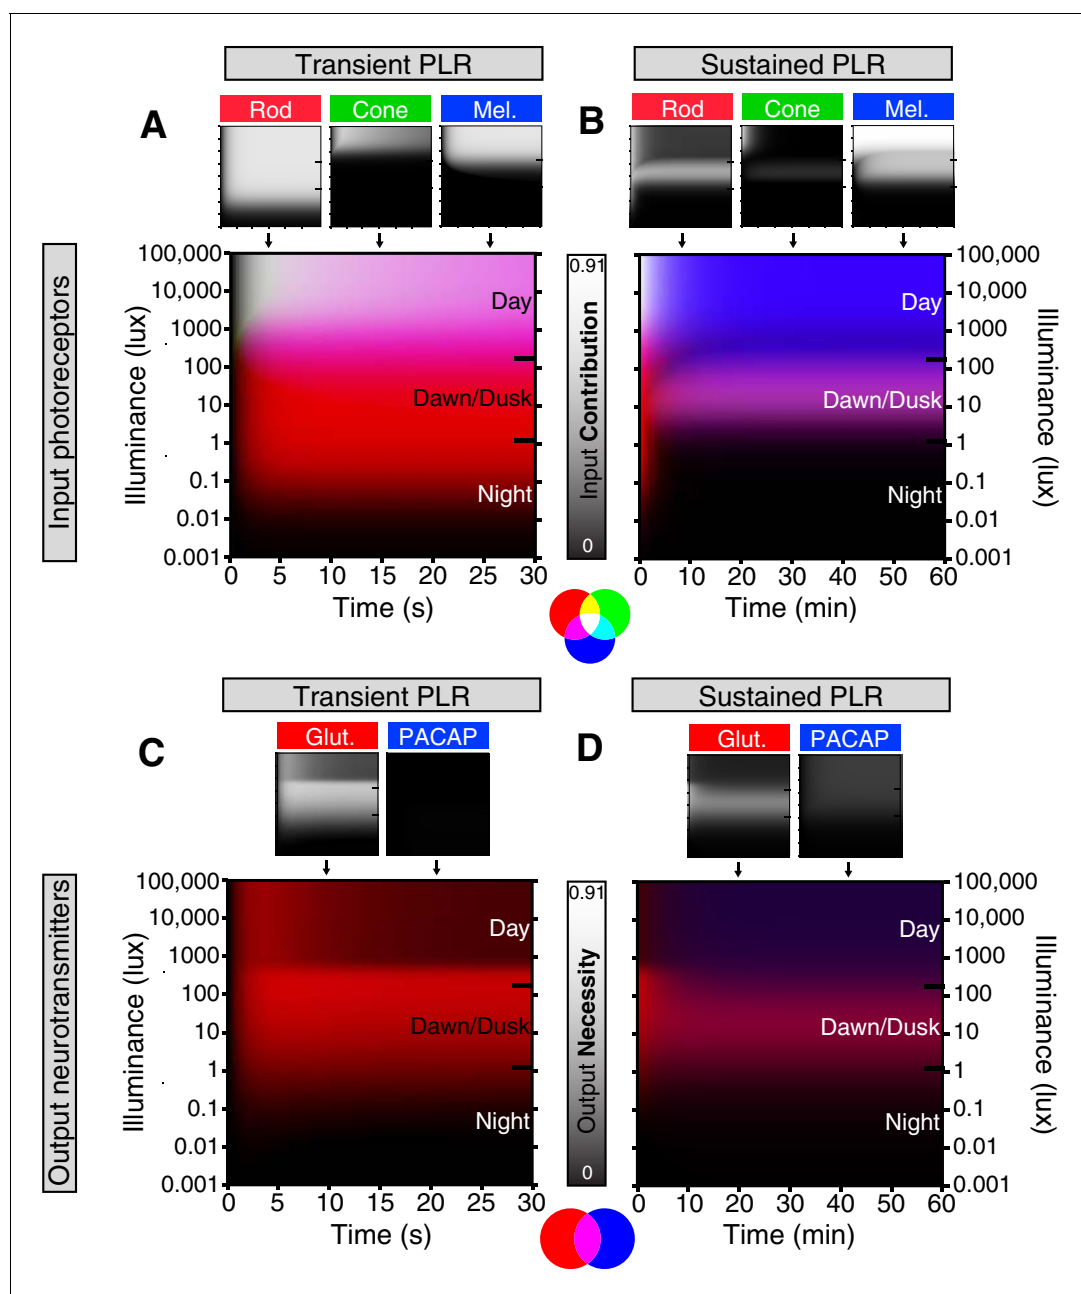 Transient PLR
Sustained PLR
A
Rod
Cone
Mel.
B
Rod
Cone
Mel.
Input photoreceptors
Illuminance (lux)
100,000
10,000
1000
100
10
1
0.1
0.01
0.001
Day
Dawn/Dusk
Night
0 5 10 15 20 25 30
Time (s)
0.91
Input Contribution
0
Day
Dawn/Dusk
Night
100,000
10,000
1000
100
10
1
0.1
0.01
0.001
Illuminance (lux)
0 10 20 30 40 50 60
Time (min)
Transient PLR
Sustained PLR
C
Glut.
PACAP
D
Glut.
PACAP
Output neurotransmitters
Illuminance (lux)
100,000
10,000
1000
100
10
1
0.1
0.01
0.001
Day
Dawn/Dusk
Night
0 5 10 15 20 25 30
Time (s)
0.91
Output Necessity
0
Day
Dawn/Dusk
Night
100,000
10,000
1000
100
10
1
0.1
0.01
0.001
Illuminance (lux)
0 10 20 30 40 50 60
Time (min)